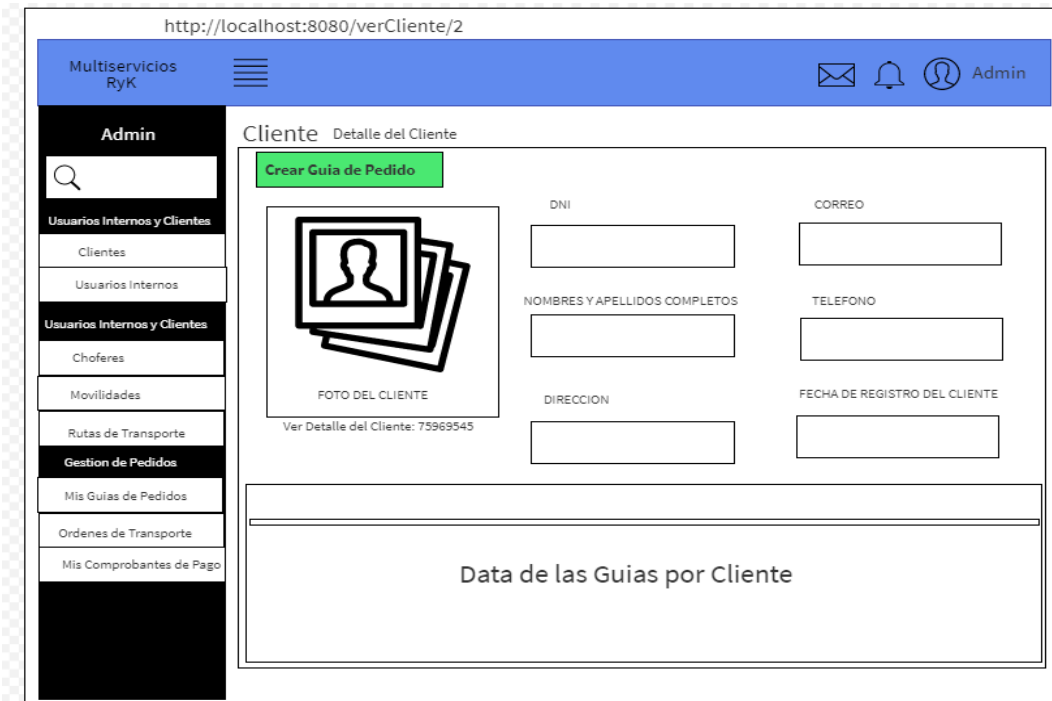 http://localhost:8080/verCliente/2
Multiservicios
RyK
Admin
Admin
Usuarios Internos y Clientes
Clientes
Usuarios Internos
Usuarios Internos y Clientes
Choferes
Movilidades
Rutas de Transporte
Gestion de Pedidos
Mis Guias de Pedidos
Ordenes de Transporte
Mis Comprobantes de Pago
Cliente Detalle del Cliente
Crear Guia de Pedido
FOTO DEL CLIENTE
Ver Detalle del Cliente: 75969545
DNI
CORREO
NOMBRES Y APELLIDOS COMPLETOS
TELEFONO
DIRECCION
FECHA DE REGISTRO DEL CLIENTE
Data de las Guias por Cliente